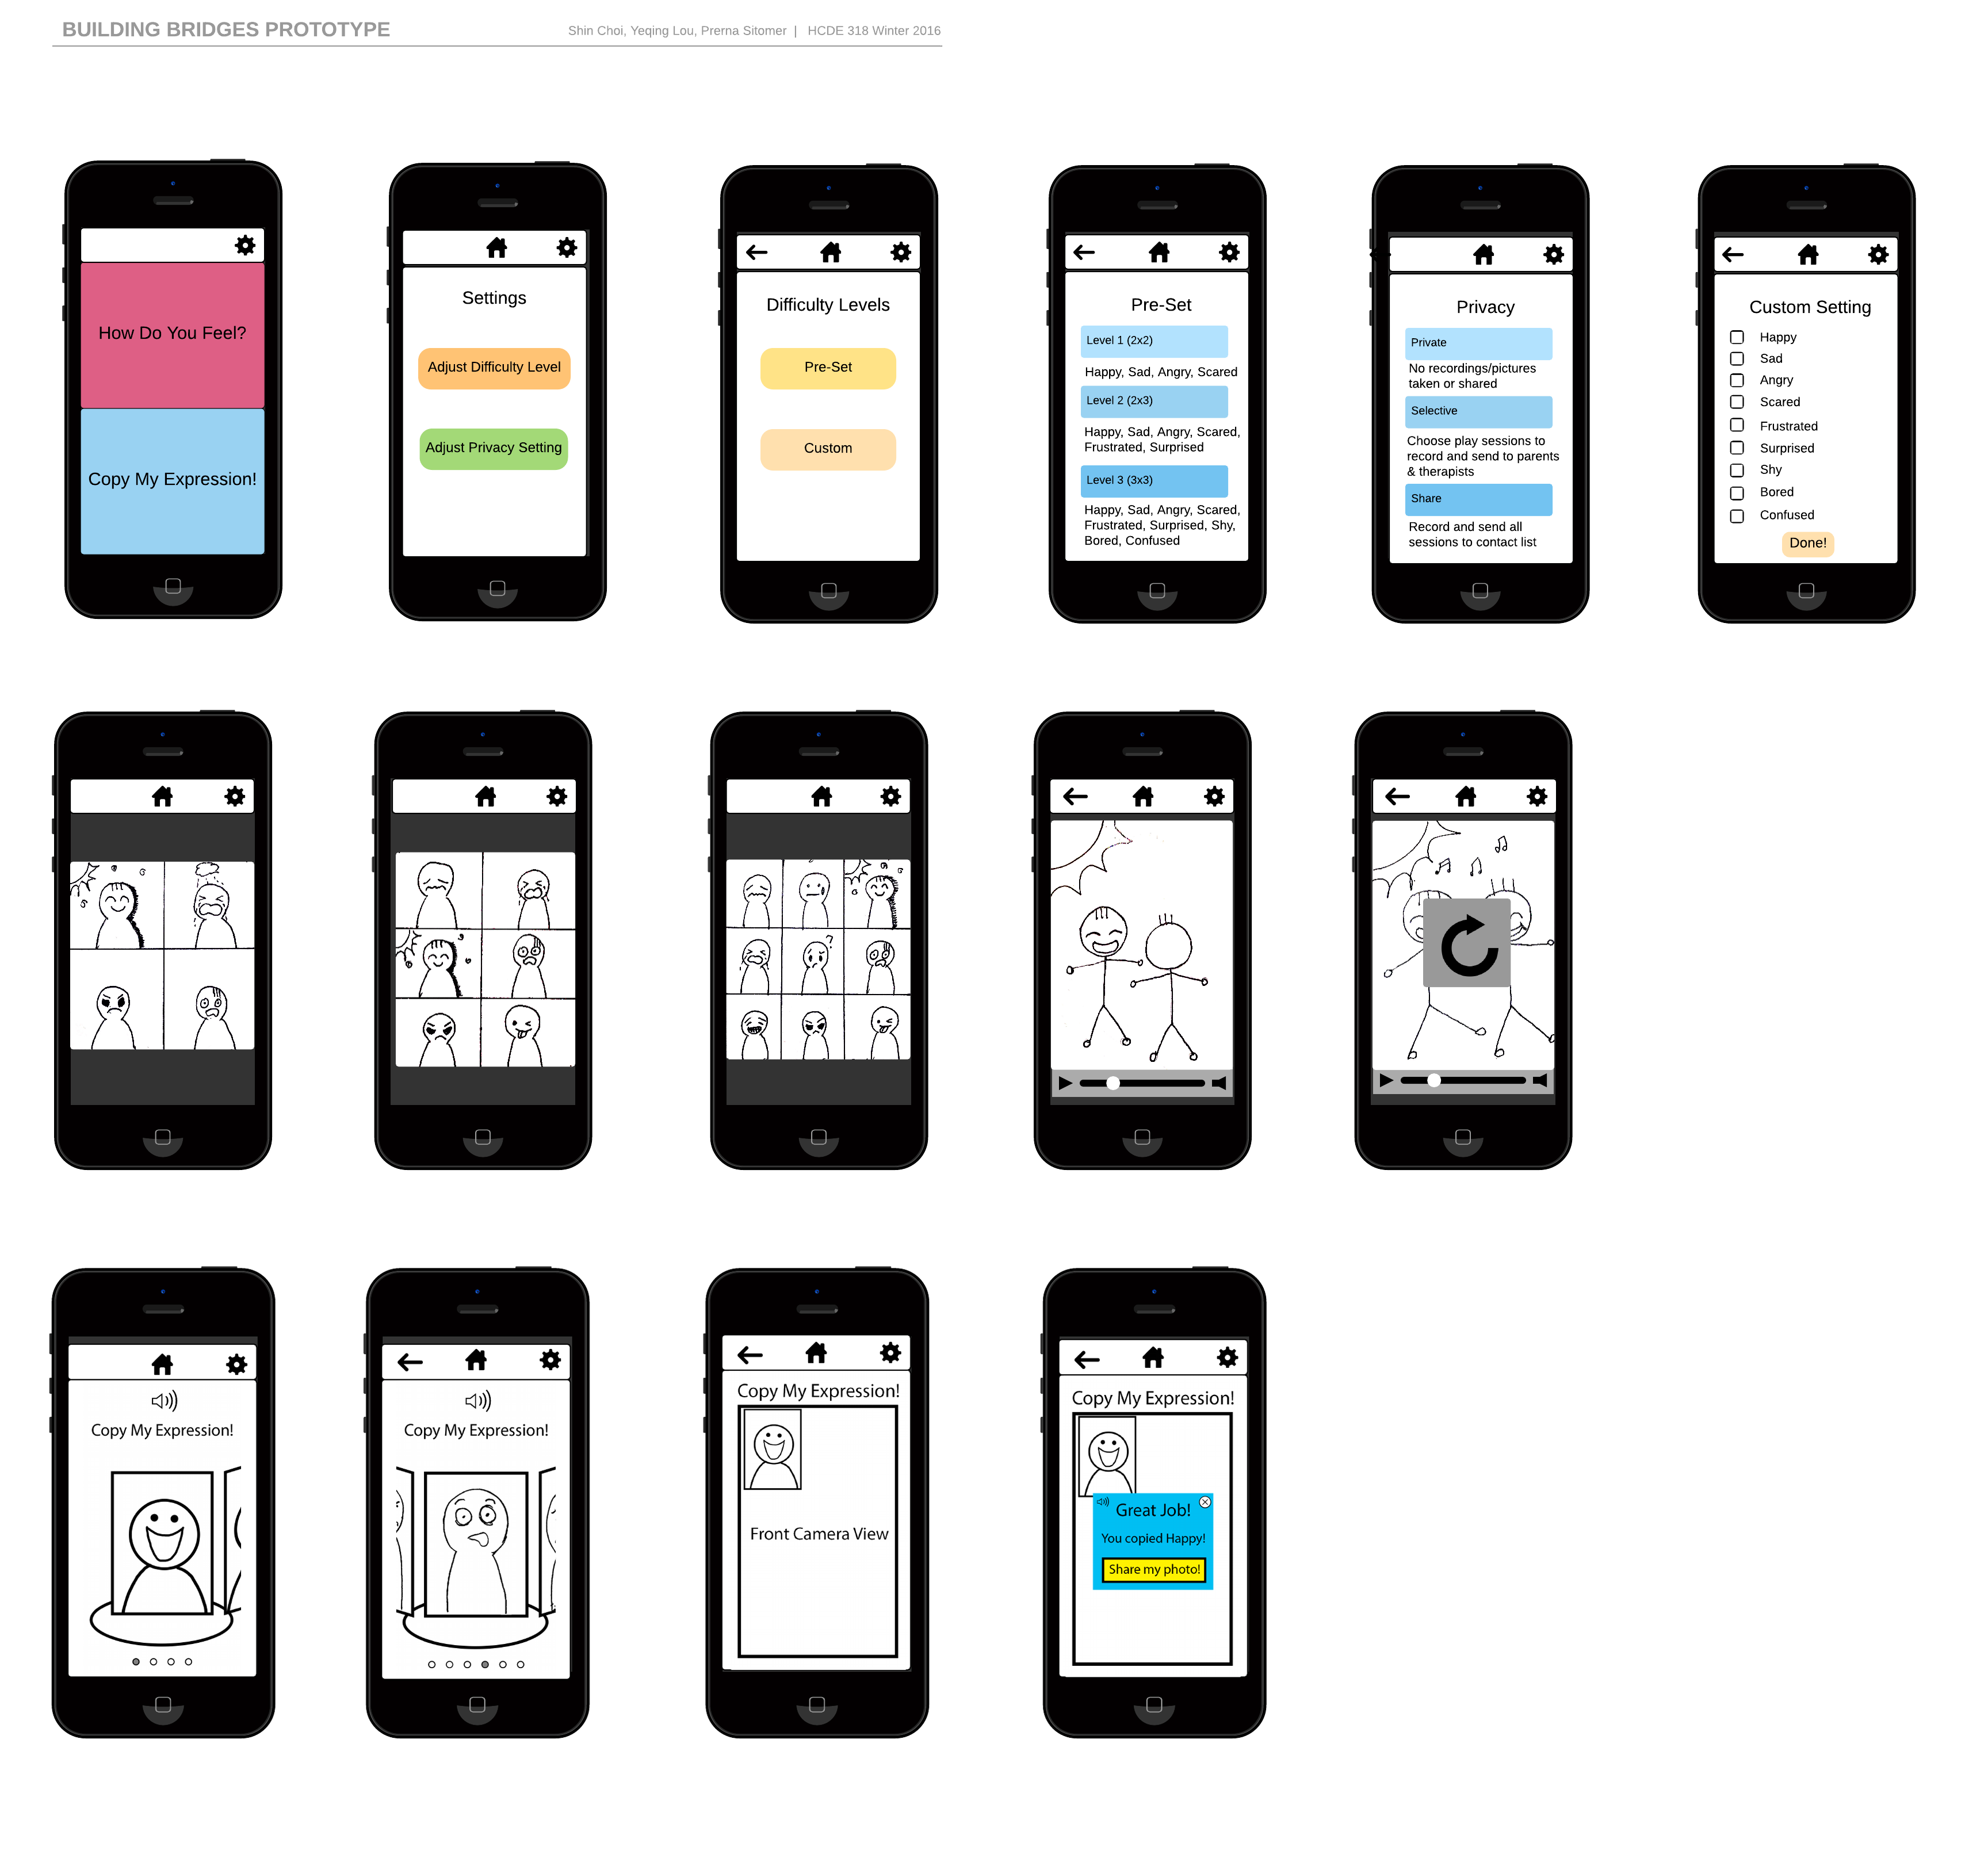 BUILDING BRIDGES PROTOTYPE
Shin Choi, Yeqing Lou, Prerna Sitomer | HCDE 318 Winter 2016
How Do You Feel?
Copy My Expression!
Settings
Adjust Difficulty Level
Adjust Privacy Setting
Difficulty Levels
Pre-Set
Custom
Pre-Set
Level 1 (2x2)
Happy, Sad, Angry, Scared
Level 2 (2x3)
Happy, Sad, Angry, Scared,
Frustrated, Surprised
Level 3 (3x3)
Happy, Sad, Angry, Scared,
Frustrated, Surprised, Shy,
Bored, Confused
Privacy
Private
No recordings/pictures
taken or shared
Selective
Choose play sessions to
record and send to parents
& therapists
Share
Record and send all
sessions to contact list
Custom Setting
Happy
Sad
Angry
Scared
Frustrated
Surprised
Shy
Bored
Confused
Done!
?
Copy My Expression!
Copy My Expression!
Copy My Expression!
Front Camera View
Copy My Expression!
Great Job!
You copied Happy!
Share my photo!